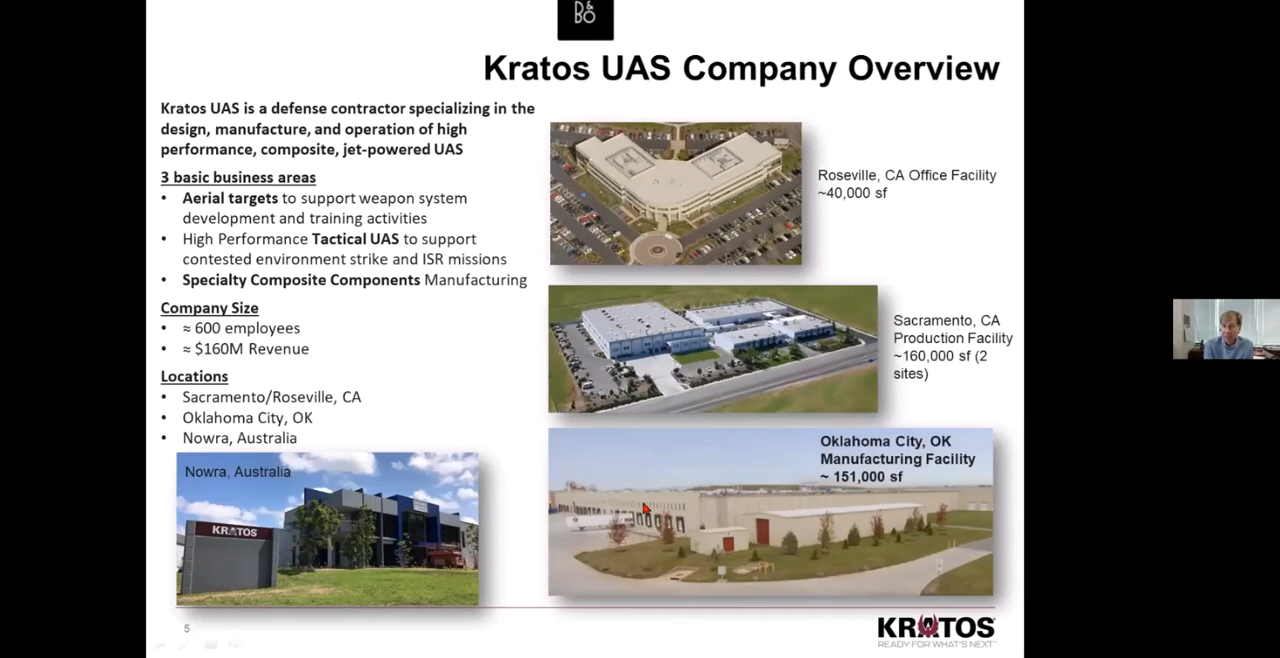 D&
BO
Kratos UAS Company Overview
Kratos UAS is a defense contractor specializing in the
design, manufacture, and operation of high
performance, composite, jet-powered UAS
3 basic business areas
• Aerial targets to support weapon system
development and training activities
• High Performance Tactical UAS to support
contested environment strike and ISR missions
• Specialty Composite Components Manufacturing
Company Size
• ≈ 600 employees
• ≈ $160M Revenue
Locations
• Sacramento/Roseville, CA
• Oklahoma City, OK
• Nowra, Australia
Nowra, Australia
KRATOS
Roseville, CA Office Facility
~40,000 sf
Sacramento, CA
Production Facility
~160,000 sf (2
sites)
Oklahoma City, OK
Manufacturing Facility
~ 151,000 sf
5
KRATOS
READY FOR WHAT'S NEXT™